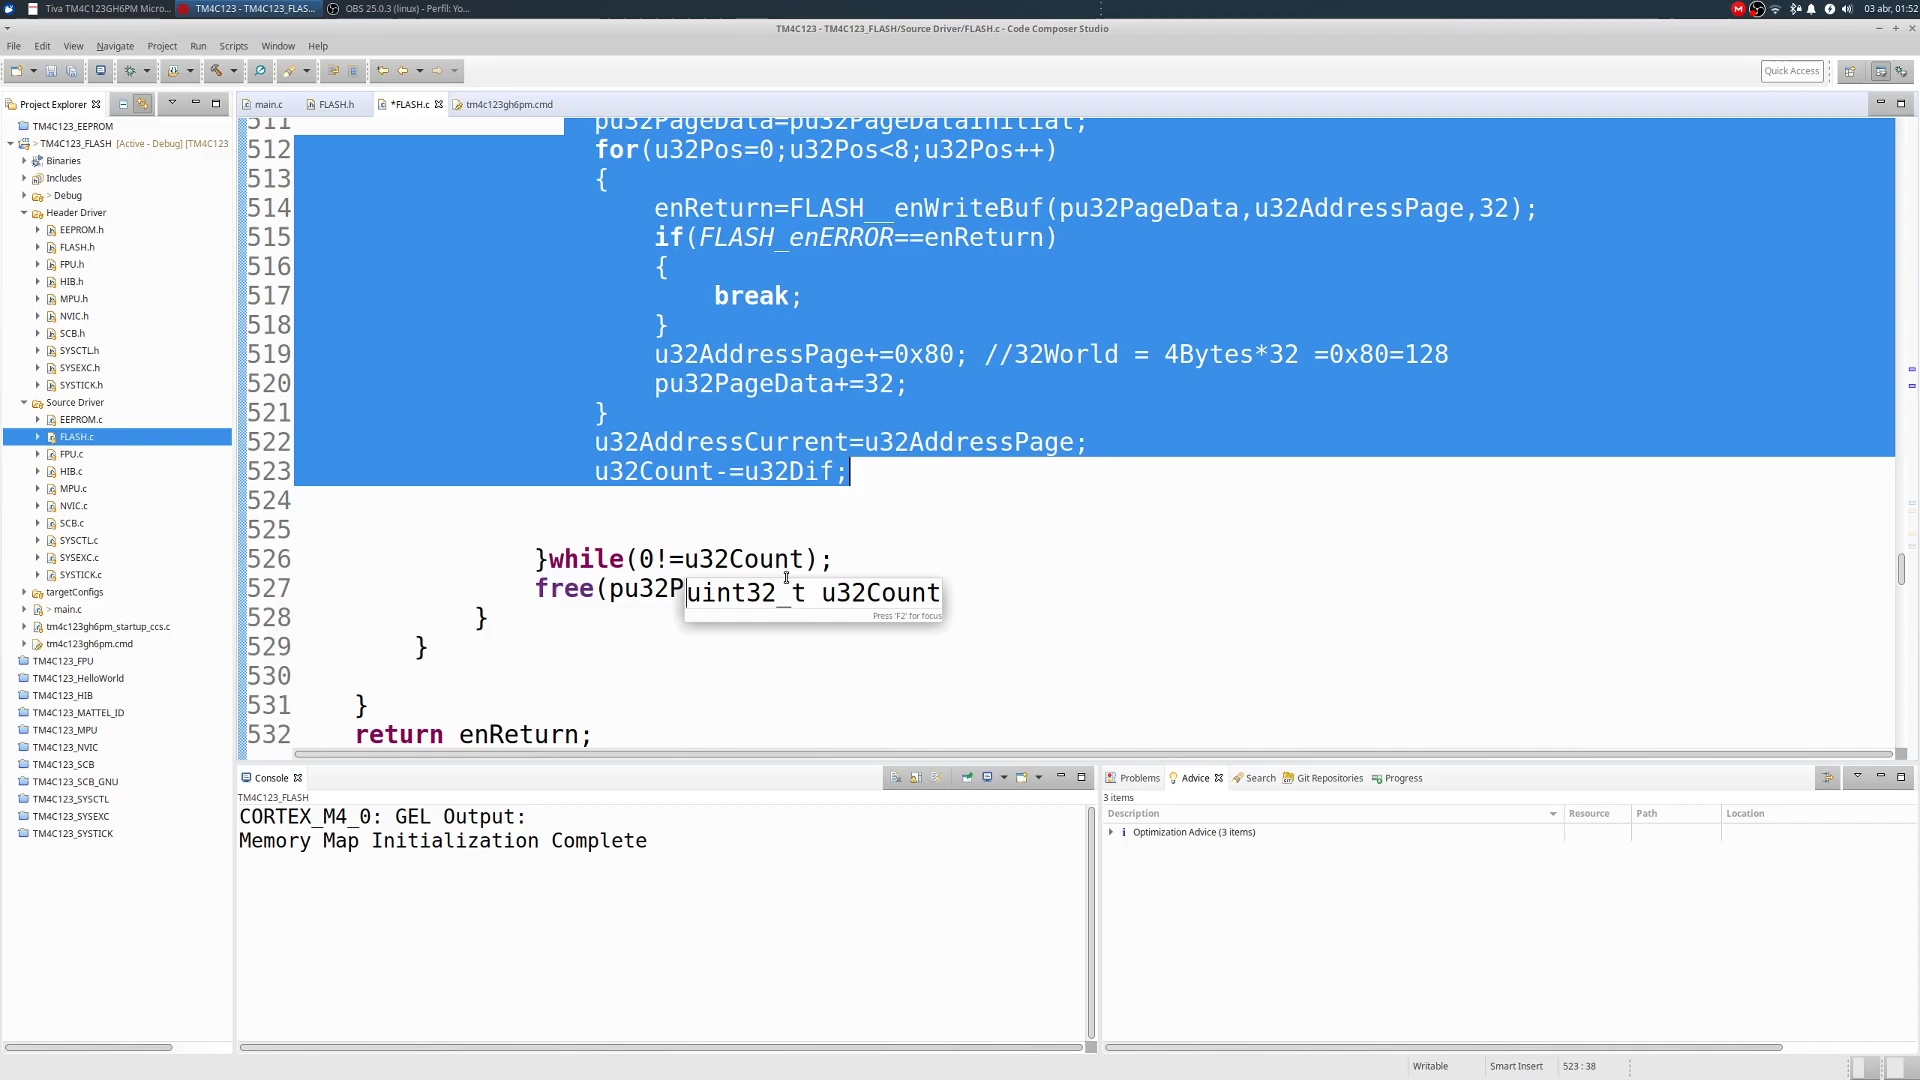 Tiva TM4C123GH6PM Micro...
TM4C123 - TM4C123_FLAS...
OBS 25.0.3 (linux) - Perfil: Yo...
03 abr, 01:52
TM4C123 - TM4C123_FLASH/Source Driver/FLASH.c - Code Composer Studio
File Edit View Navigate Project Run Scripts Window Help
Quick Access
Project Explorer
main.c
FLASH.h
*FLASH.c
tm4c123gh6pm.cmd
TM4C123_EEPROM
> TM4C123_FLASH [Active - Debug] [TM4C123
Binaries
Includes
> Debug
Header Driver
EEPROM.h
FLASH.h
FPU.h
HIB.h
MPU.h
NVIC.h
SCB.h
SYSCTL.h
SYSEXC.h
SYSTICK.h
Source Driver
EEPROM.c
FLASH.c
FPU.c
HIB.c
MPU.c
NVIC.c
SCB.c
SYSCTL.c
SYSEXC.c
SYSTICK.c
targetConfigs
> main.c
tm4c123gh6pm_startup_ccs.c
tm4c123gh6pm.cmd
TM4C123_FPU
TM4C123_HelloWorld
TM4C123_HIB
TM4C123_MATTEL_ID
TM4C123_MPU
TM4C123_NVIC
TM4C123_SCB
TM4C123_SCB_GNU
TM4C123_SYSCTL
TM4C123_SYSEXC
TM4C123_SYSTICK
511 pu32PageData=pu32PageDataInitial;
512 for(u32Pos=0;u32Pos<8;u32Pos++)
513 {
514 enReturn=FLASH__enWriteBuf(pu32PageData,u32AddressPage,32);
515 if(FLASH_enERROR==enReturn)
516 {
517 break;
518 }
519 u32AddressPage+=0x80; //32World = 4Bytes*32 =0x80=128
520 pu32PageData+=32;
521 }
522 u32AddressCurrent=u32AddressPage;
523 u32Count-=u32Dif;
524
525
526 }while(0!=u32Count);
527 free(pu32P
uint32_t u32Count
Press 'F2' for focus
528 }
529 }
530
531 }
532 return enReturn;
Console
TM4C123_FLASH
CORTEX_M4_0: GEL Output:
Memory Map Initialization Complete
Problems
Advice
Search
Git Repositories
Progress
3 items
Description Resource Path Location
Optimization Advice (3 items)
Writable
Smart Insert
523 : 38